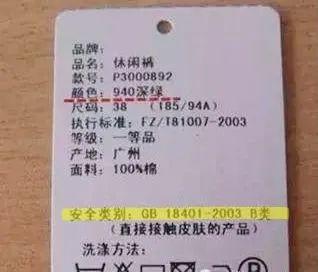 品牌:
品名: 休闲裤
款号: P3000892
颜色: 940深绿
尺码: 38 (185/94A)
执行标准: FZ/T81007-2003
等级: 一等品
产地: 广州
面料: 100%棉
安全类别: GB 18401-2003 B类
(直接接触皮肤的产品)
洗涤方法: